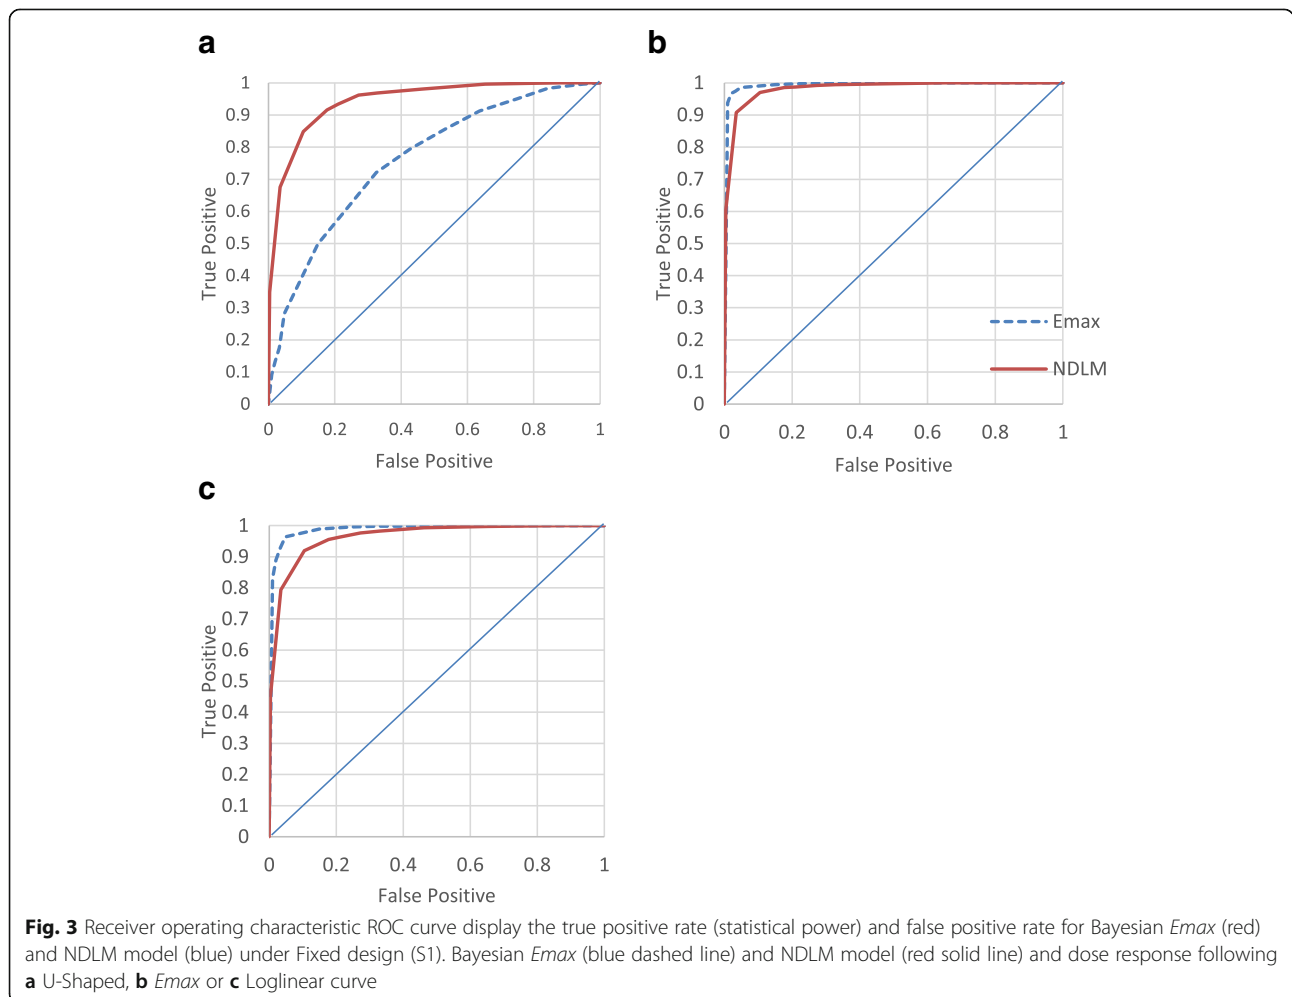 a
1
0.9
0.8
0.7
0.6
0.5
0.4
0.3
0.2
0.1
0
True Positive
0 0.2 0.4 0.6 0.8 1
False Positive
b
1
0.9
0.8
0.7
0.6
0.5
0.4
0.3
0.2
0.1
0
True Positive
0 0.2 0.4 0.6 0.8 1
False Positive
Emax
NDLM
c
1
0.9
0.8
0.7
0.6
0.5
0.4
0.3
0.2
0.1
0
True Positive
0 0.2 0.4 0.6 0.8 1
False Positive
Fig. 3 Receiver operating characteristic ROC curve display the true positive rate (statistical power) and false positive rate for Bayesian Emax (red)
and NDLM model (blue) under Fixed design (S1). Bayesian Emax (blue dashed line) and NDLM model (red solid line) and dose response following
a U-Shaped, b Emax or c Loglinear curve